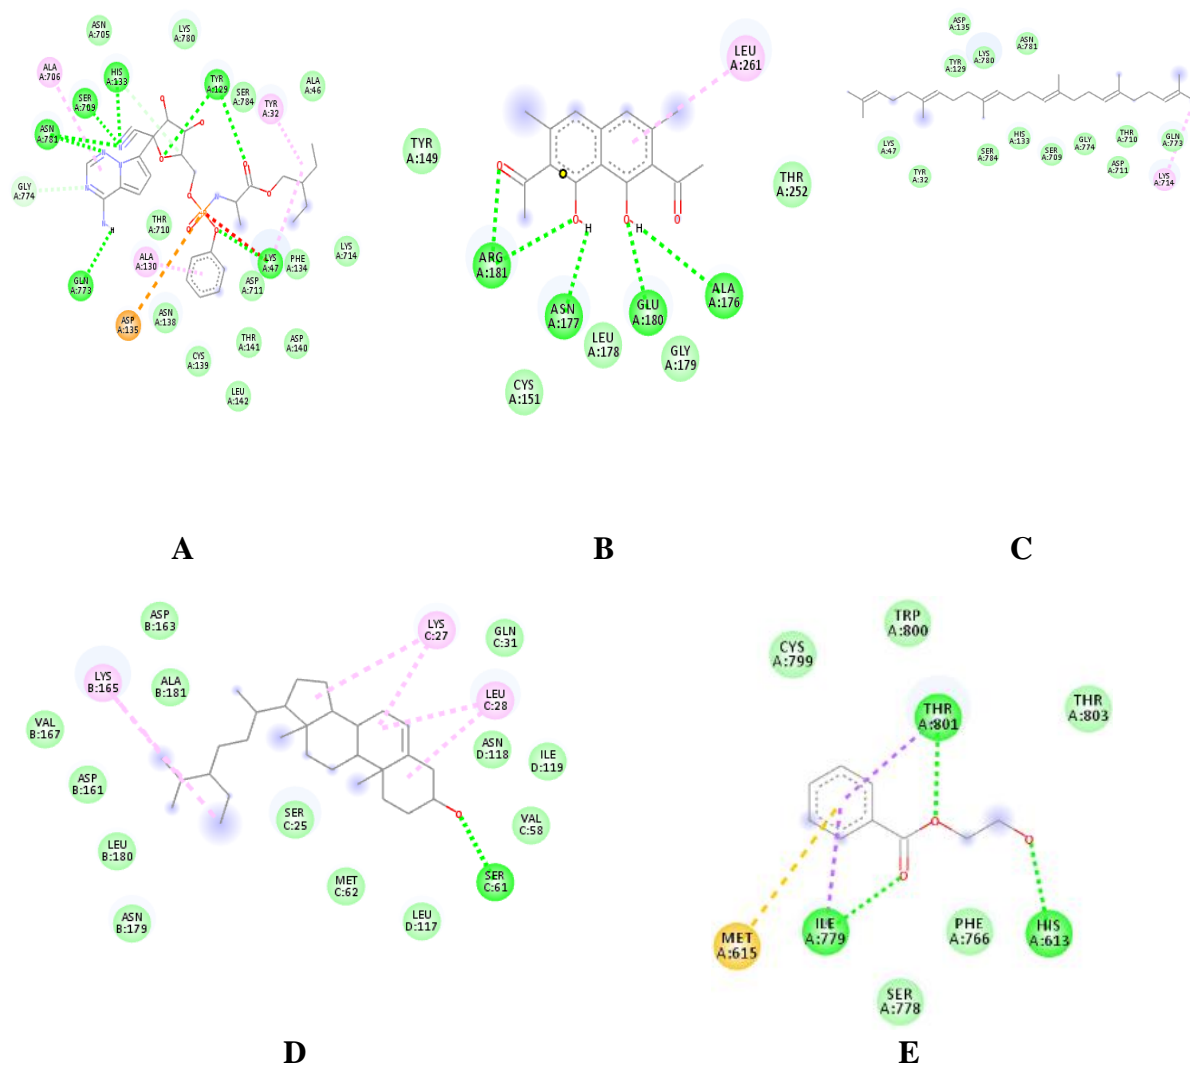 ASN
A:705
LYS
A:780
ALA
A:706
HIS
A:133
TYR
A:129
SER
A:784
ALA
A:46
SER
A:709
TYR
A:32
ASN
A:781
N
N
N
N
N
O
O
O
O
O
O
O
GLY
A:774
H
THR
A:710
ALA
A:130
LYS
A:47
PHE
A:134
LYS
A:714
GLN
A:773
ASP
A:711
ASP
A:135
ASN
A:138
THR
A:141
ASP
A:140
CYS
A:139
LEU
A:142
A
LEU
A:261
TYR
A:149
O
THR
A:252
O
O
O
H
H
ARG
A:181
ASN
A:177
GLU
A:180
ALA
A:176
LEU
A:178
GLY
A:179
CYS
A:151
B
ASP
A:135
TYR
A:129
LYS
A:780
ASN
A:781
LYS
A:47
TYR
A:32
SER
A:784
HIS
A:133
SER
A:709
GLY
A:774
THR
A:710
ASP
A:711
GLN
A:773
LYS
A:714
C
ASP
B:163
LYS
B:165
ALA
B:181
VAL
B:167
ASP
B:161
LEU
B:180
ASN
B:179
LYS
C:27
GLN
C:31
LEU
C:28
ASN
D:118
ILE
D:119
SER
C:25
VAL
C:58
O
MET
C:62
SER
C:61
LEU
D:117
D
TRP
A:800
CYS
A:799
THR
A:801
THR
A:803
O
O
O
MET
A:615
ILE
A:779
PHE
A:766
HIS
A:613
SER
A:778
E